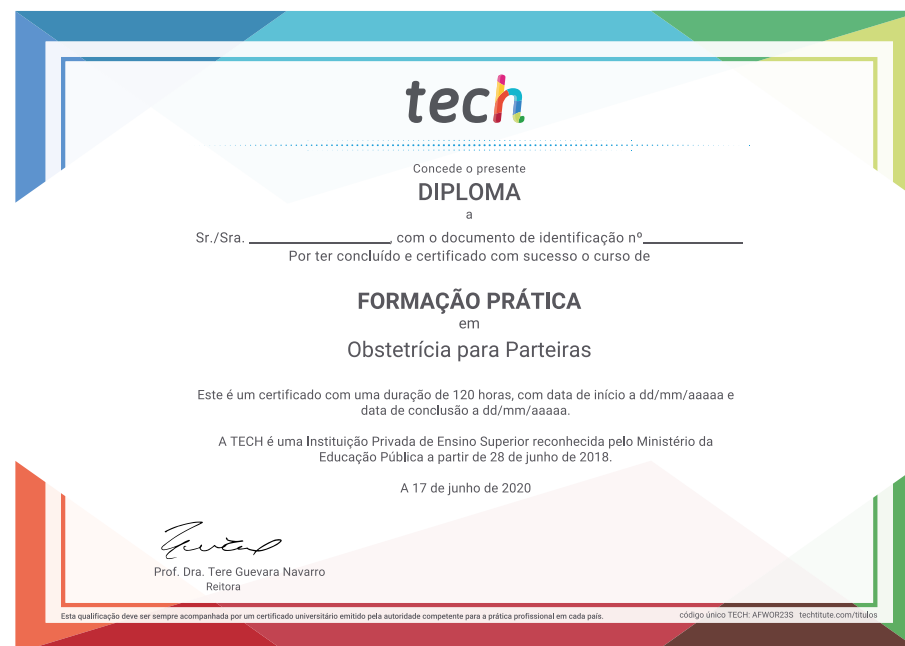 tech
Concede o presente
DIPLOMA
a
Sr./Sra. ____________________, com o documento de identificação nº______________
Por ter concluído e certificado com sucesso o curso de
FORMAÇÃO PRÁTICA
em
Obstetrícia para Parteiras
Este é um certificado com uma duração de 120 horas, com data de início a dd/mm/aaaaa e
data de conclusão a dd/mm/aaaaa.
A TECH é uma Instituição Privada de Ensino Superior reconhecida pelo Ministério da
Educação Pública a partir de 28 de junho de 2018.
A 17 de junho de 2020
Prof. Dra. Tere Guevara Navarro
Reitora
Esta qualificação deve ser sempre acompanhada por um certificado universitário emitido pela autoridade competente para a prática profissional em cada país.
código único TECH: AFWOR23S techtitute.com/titulos